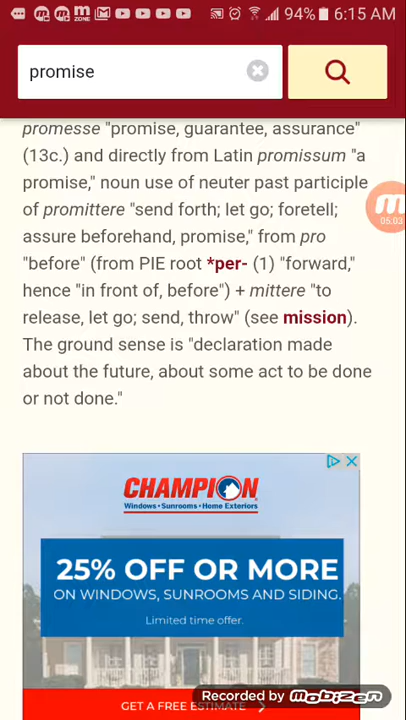 94% 6:15 AM
promise
promesse "promise, guarantee, assurance"
(13c.) and directly from Latin promissum "a
promise," noun use of neuter past participle
of promittere "send forth; let go; foretell;
05:03
assure beforehand, promise," from pro
"before" (from PIE root *per- (1) "forward,"
hence "in front of, before") + mittere "to
release, let go; send, throw" (see mission).
The ground sense is "declaration made
about the future, about some act to be done
or not done."
CHAMPION
Windows • Sunrooms • Home Exteriors
25% OFF OR MORE
ON WINDOWS, SUNROOMS AND SIDING.
Limited time offer.
GET A FREE ESTIMATE
Recorded by Mobizen